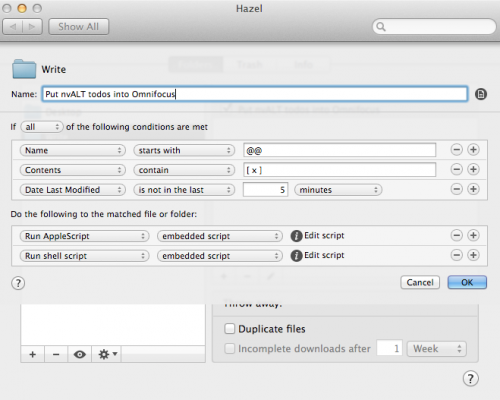 Hazel
Show All
Write
Name: Put nvALT todos into Omnifocus
If all of the following conditions are met
Name starts with @@
Contents contain [ x ]
Date Last Modified is not in the last 5 minutes
Do the following to the matched file or folder:
Run AppleScript embedded script Edit script
Run shell script embedded script Edit script
? Cancel OK
Throw away:
Duplicate files
Incomplete downloads after 1 Week
?